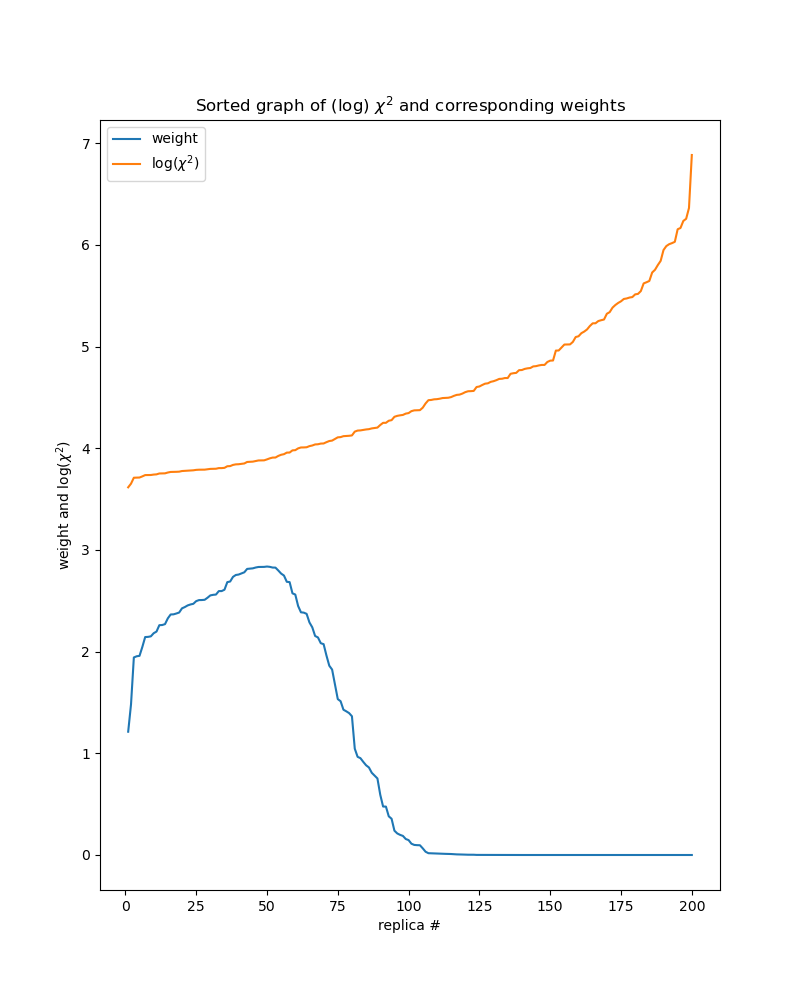 Sorted graph of (log) χ² and corresponding weights
weight
log(χ²)
7
6
5
4
3
2
1
0
weight and log(χ²)
0 25 50 75 100 125 150 175 200
replica #